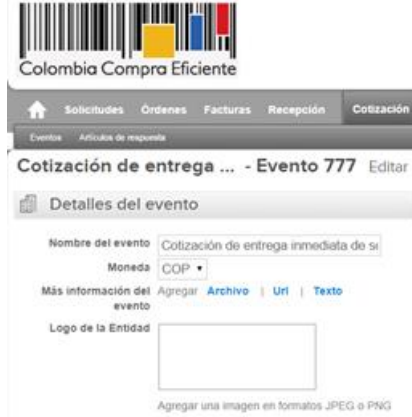 Colombia Compra Eficiente
Solicitudes Órdenes Facturas Recepción Cotización
Eventos Artículos de respuesta
Cotización de entrega ... - Evento 777 Editar
Detalles del evento
Nombre del evento Cotización de entrega inmediata de s
Moneda COP
Más información del evento Agregar Archivo | Url | Texto
Logo de la Entidad
Agregar una imagen en formatos JPEG o PNG